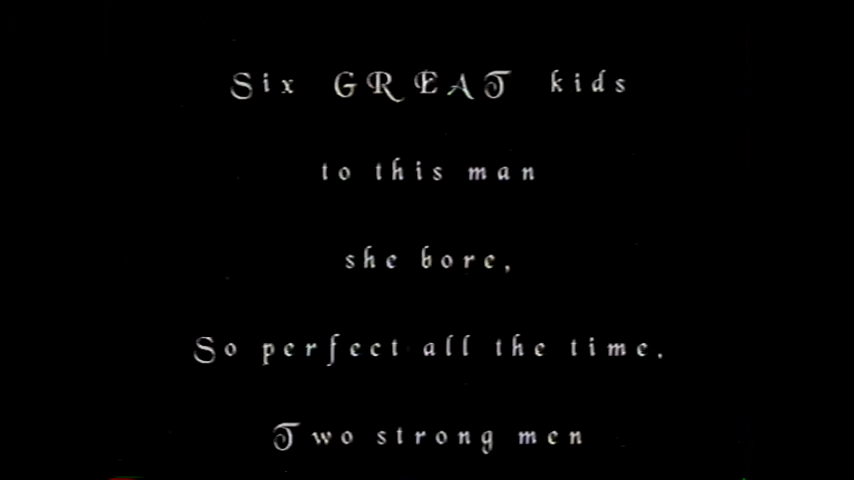 Six GREAT kids
to this man
she bore,
So perfect all the time.
Two strong men